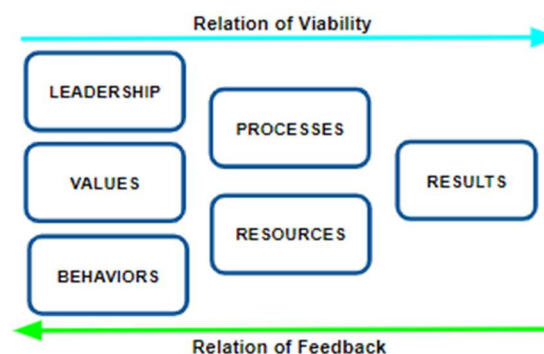 Relation of Viability
LEADERSHIP
VALUES
BEHAVIORS
PROCESSES
RESOURCES
RESULTS
Relation of Feedback